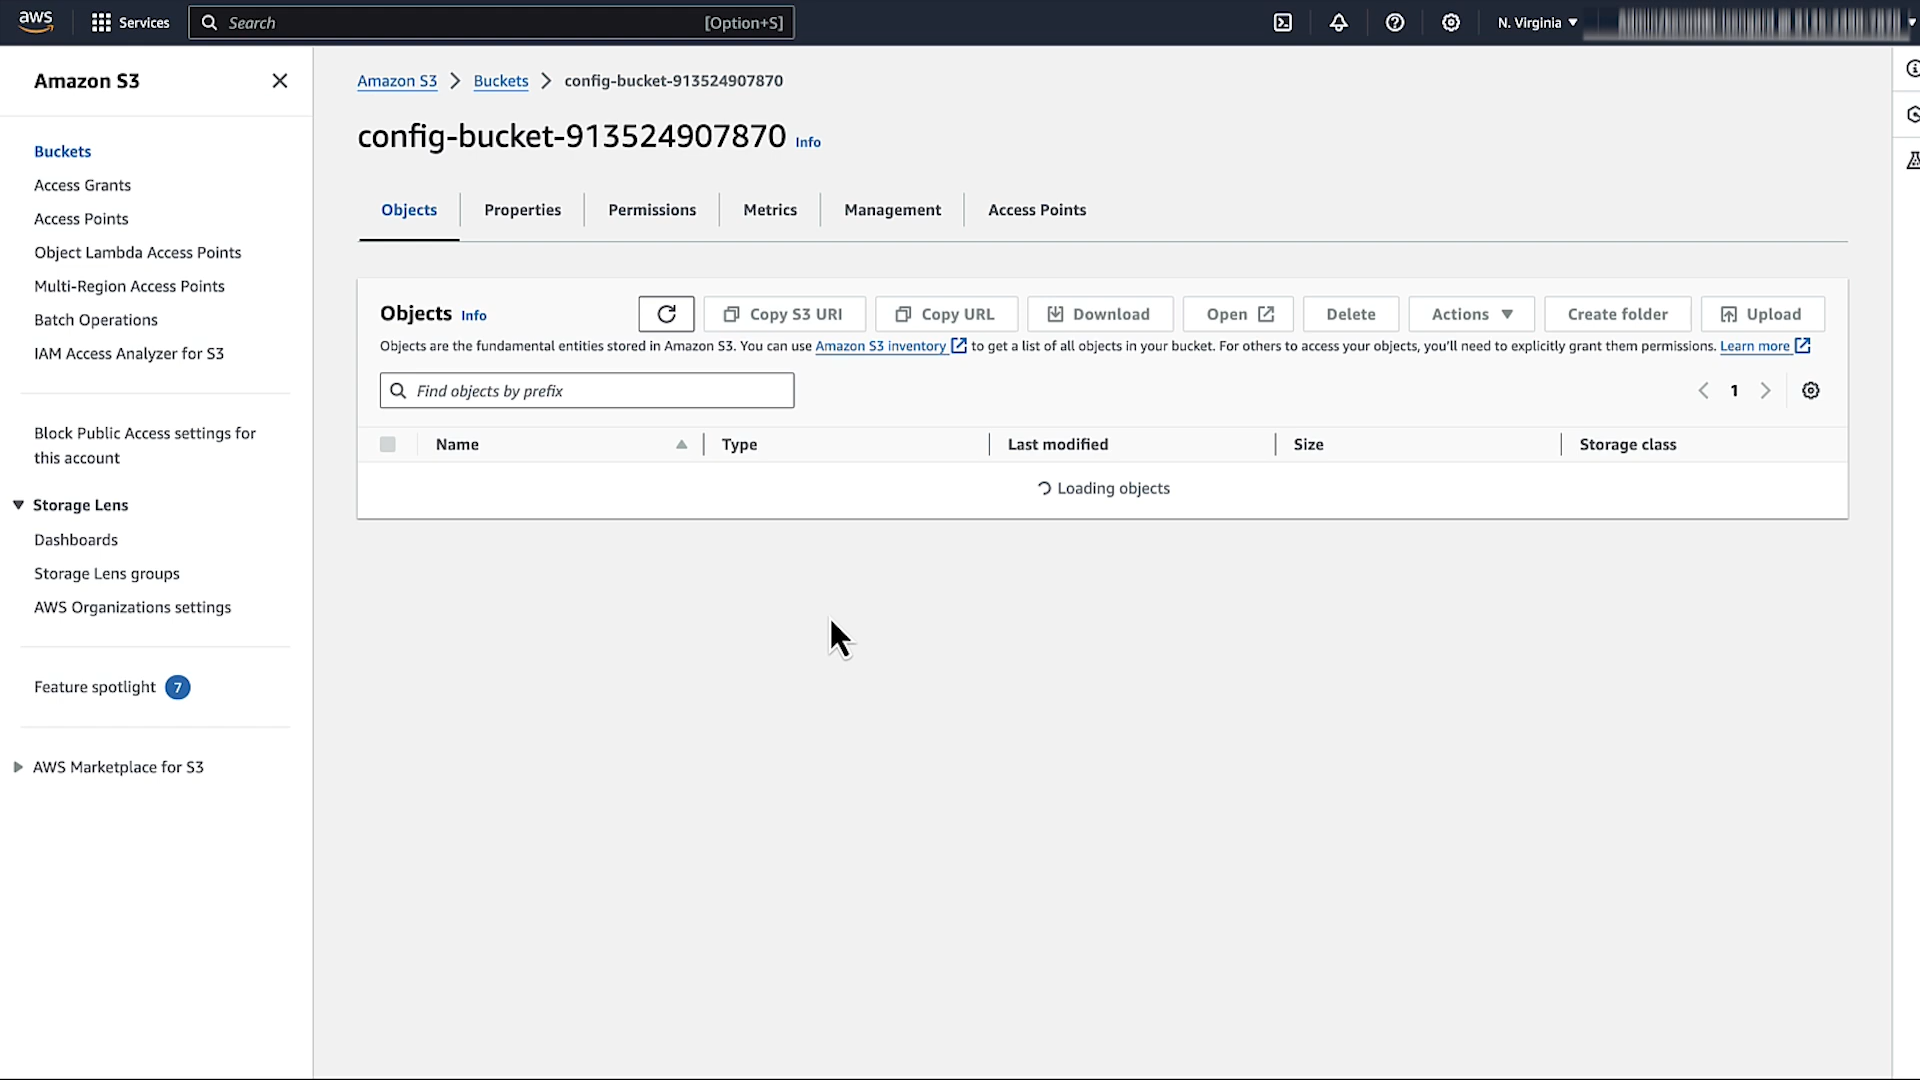 aws
Services
Search
[Option+S]
N. Virginia
Amazon S3
Buckets
Access Grants
Access Points
Object Lambda Access Points
Multi-Region Access Points
Batch Operations
IAM Access Analyzer for S3
Block Public Access settings for
this account
Storage Lens
Dashboards
Storage Lens groups
AWS Organizations settings
Feature spotlight 7
AWS Marketplace for S3
Amazon S3 > Buckets > config-bucket-913524907870
config-bucket-913524907870 Info
Objects Properties Permissions Metrics Management Access Points
Objects Info
Copy S3 URI Copy URL Download Open Delete Actions Create folder Upload
Objects are the fundamental entities stored in Amazon S3. You can use Amazon S3 inventory to get a list of all objects in your bucket. For others to access your objects, you'll need to explicitly grant them permissions. Learn more
Find objects by prefix
1
Name Type Last modified Size Storage class
Loading objects